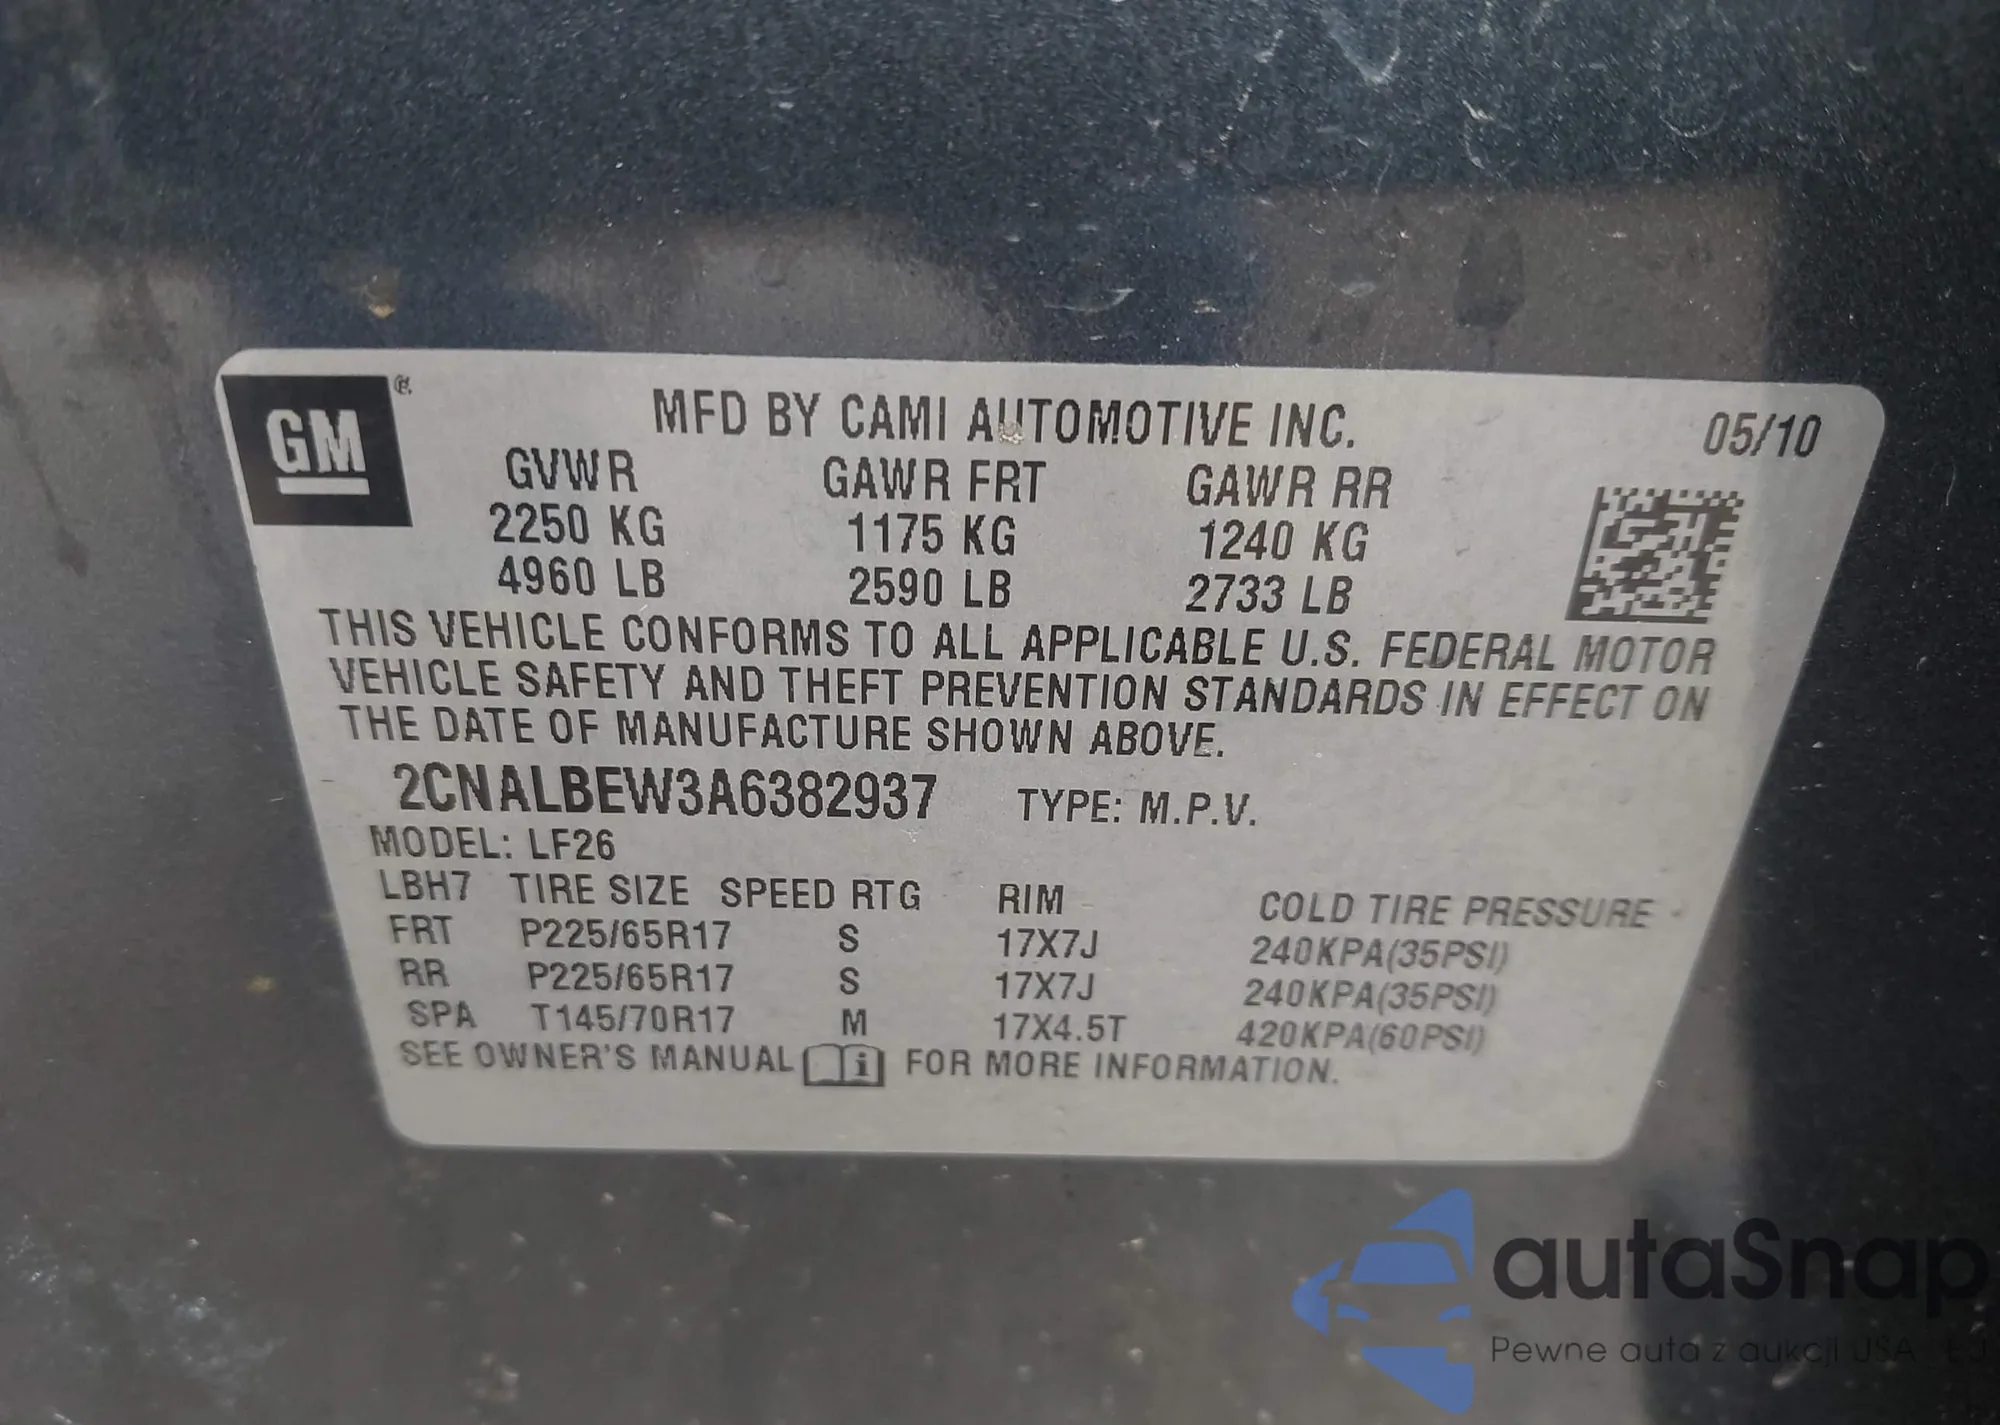 GM ®
MFD BY CAMI AUTOMOTIVE INC. 05/10
GVWR GAWR FRT GAWR RR
2250 KG 1175 KG 1240 KG
4960 LB 2590 LB 2733 LB
THIS VEHICLE CONFORMS TO ALL APPLICABLE U.S. FEDERAL MOTOR
VEHICLE SAFETY AND THEFT PREVENTION STANDARDS IN EFFECT ON
THE DATE OF MANUFACTURE SHOWN ABOVE.
2CNALBEW3A6382937 TYPE: M.P.V.
MODEL: LF26
LBH7 TIRE SIZE SPEED RTG RIM COLD TIRE PRESSURE
FRT P225/65R17 S 17X7J 240KPA(35PSI)
RR P225/65R17 S 17X7J 240KPA(35PSI)
SPA T145/70R17 M 17X4.5T 420KPA(60PSI)
SEE OWNER'S MANUAL i FOR MORE INFORMATION.
autaSnap
Pewne auta z aukcji USA